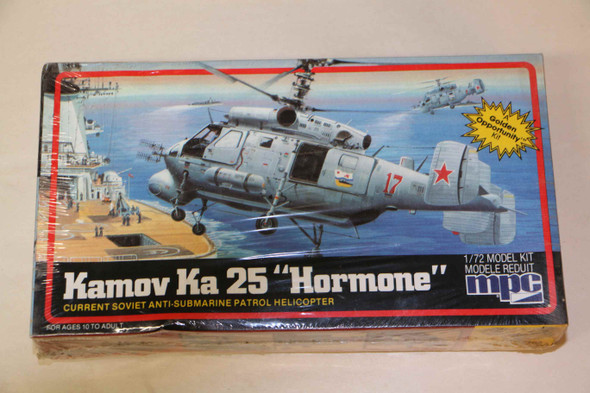 A
Golden
Opportunity
Kit
17
Kamov Ka 25 "Hormone"
CURRENT SOVIET ANTI-SUBMARINE PATROL HELICOPTER
1/72 MODEL KIT
MODELE REDUIT
mpc
FOR AGES 10 TO ADULT